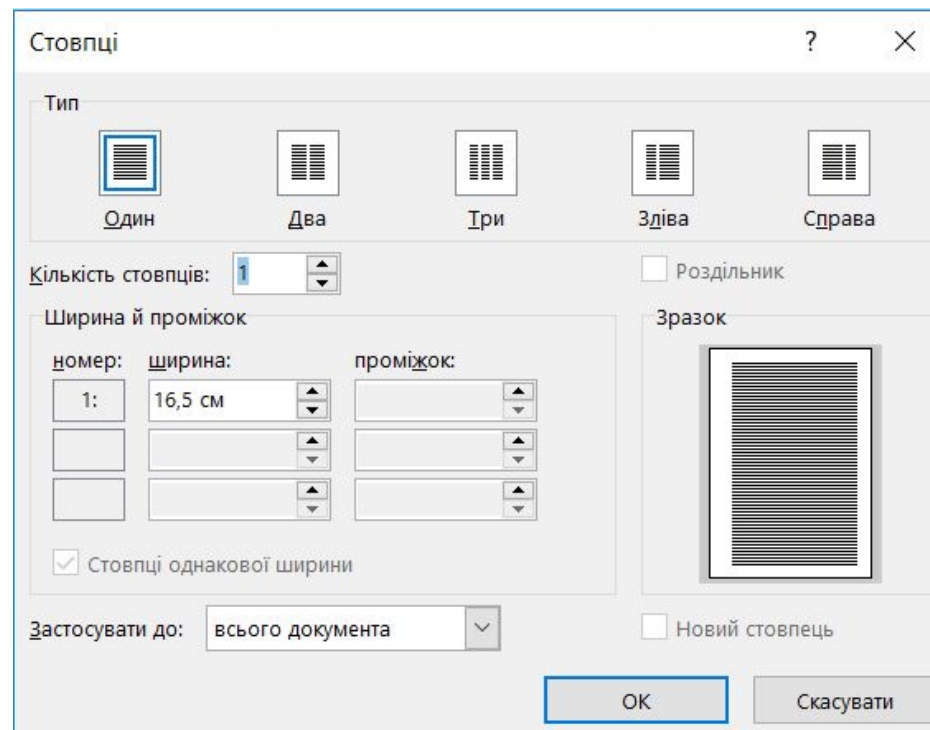 Стовпці ?
Тип
Один Два Три Зліва Справа
Кількість стовпців: 1 Роздільник
Ширина й проміжок Зразок
номер: ширина: проміжок:
1: 16,5 см
Стовпці однакової ширини
Застосувати до: всього документа Новий стовпець
ОК Скасувати